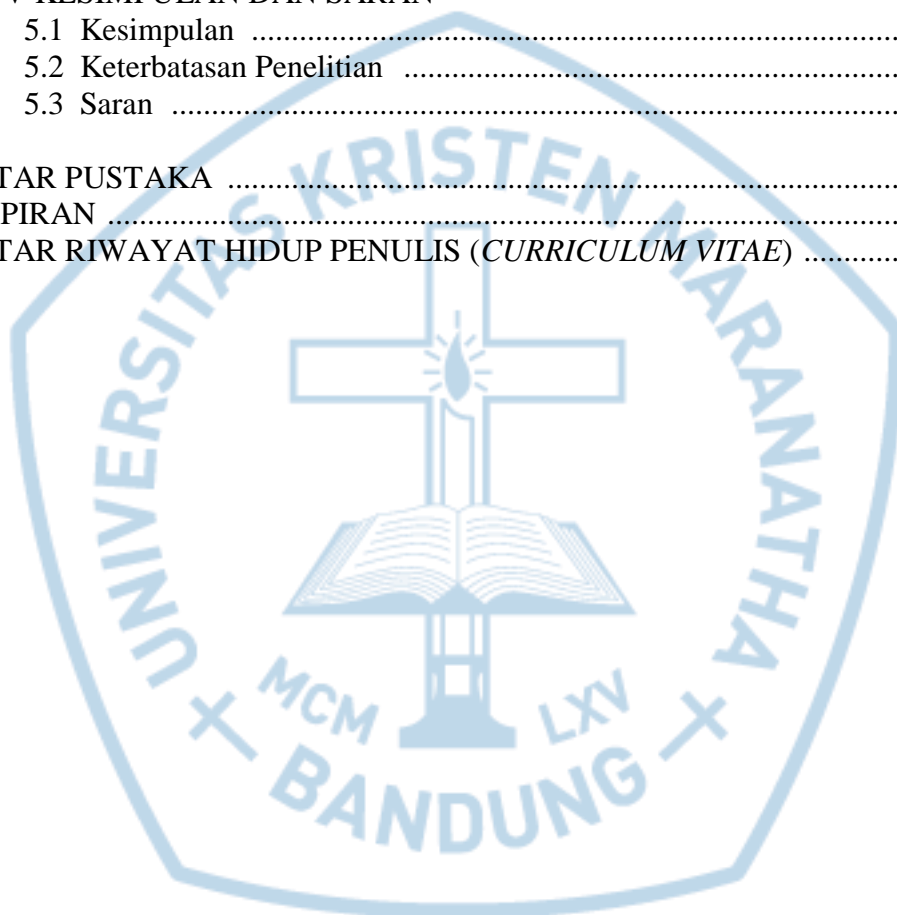 V KESIMPULAN DAN SARAN
5.1 Kesimpulan ................................................................
5.2 Keterbatasan Penelitian ................................................
5.3 Saran ........................................................................
TAR PUSTAKA ................................................................
PIRAN ............................................................................
TAR RIWAYAT HIDUP PENULIS (CURRICULUM VITAE) ............
UNIVERSITAS KRISTEN MARANATHA
MCM LXV
BANDUNG